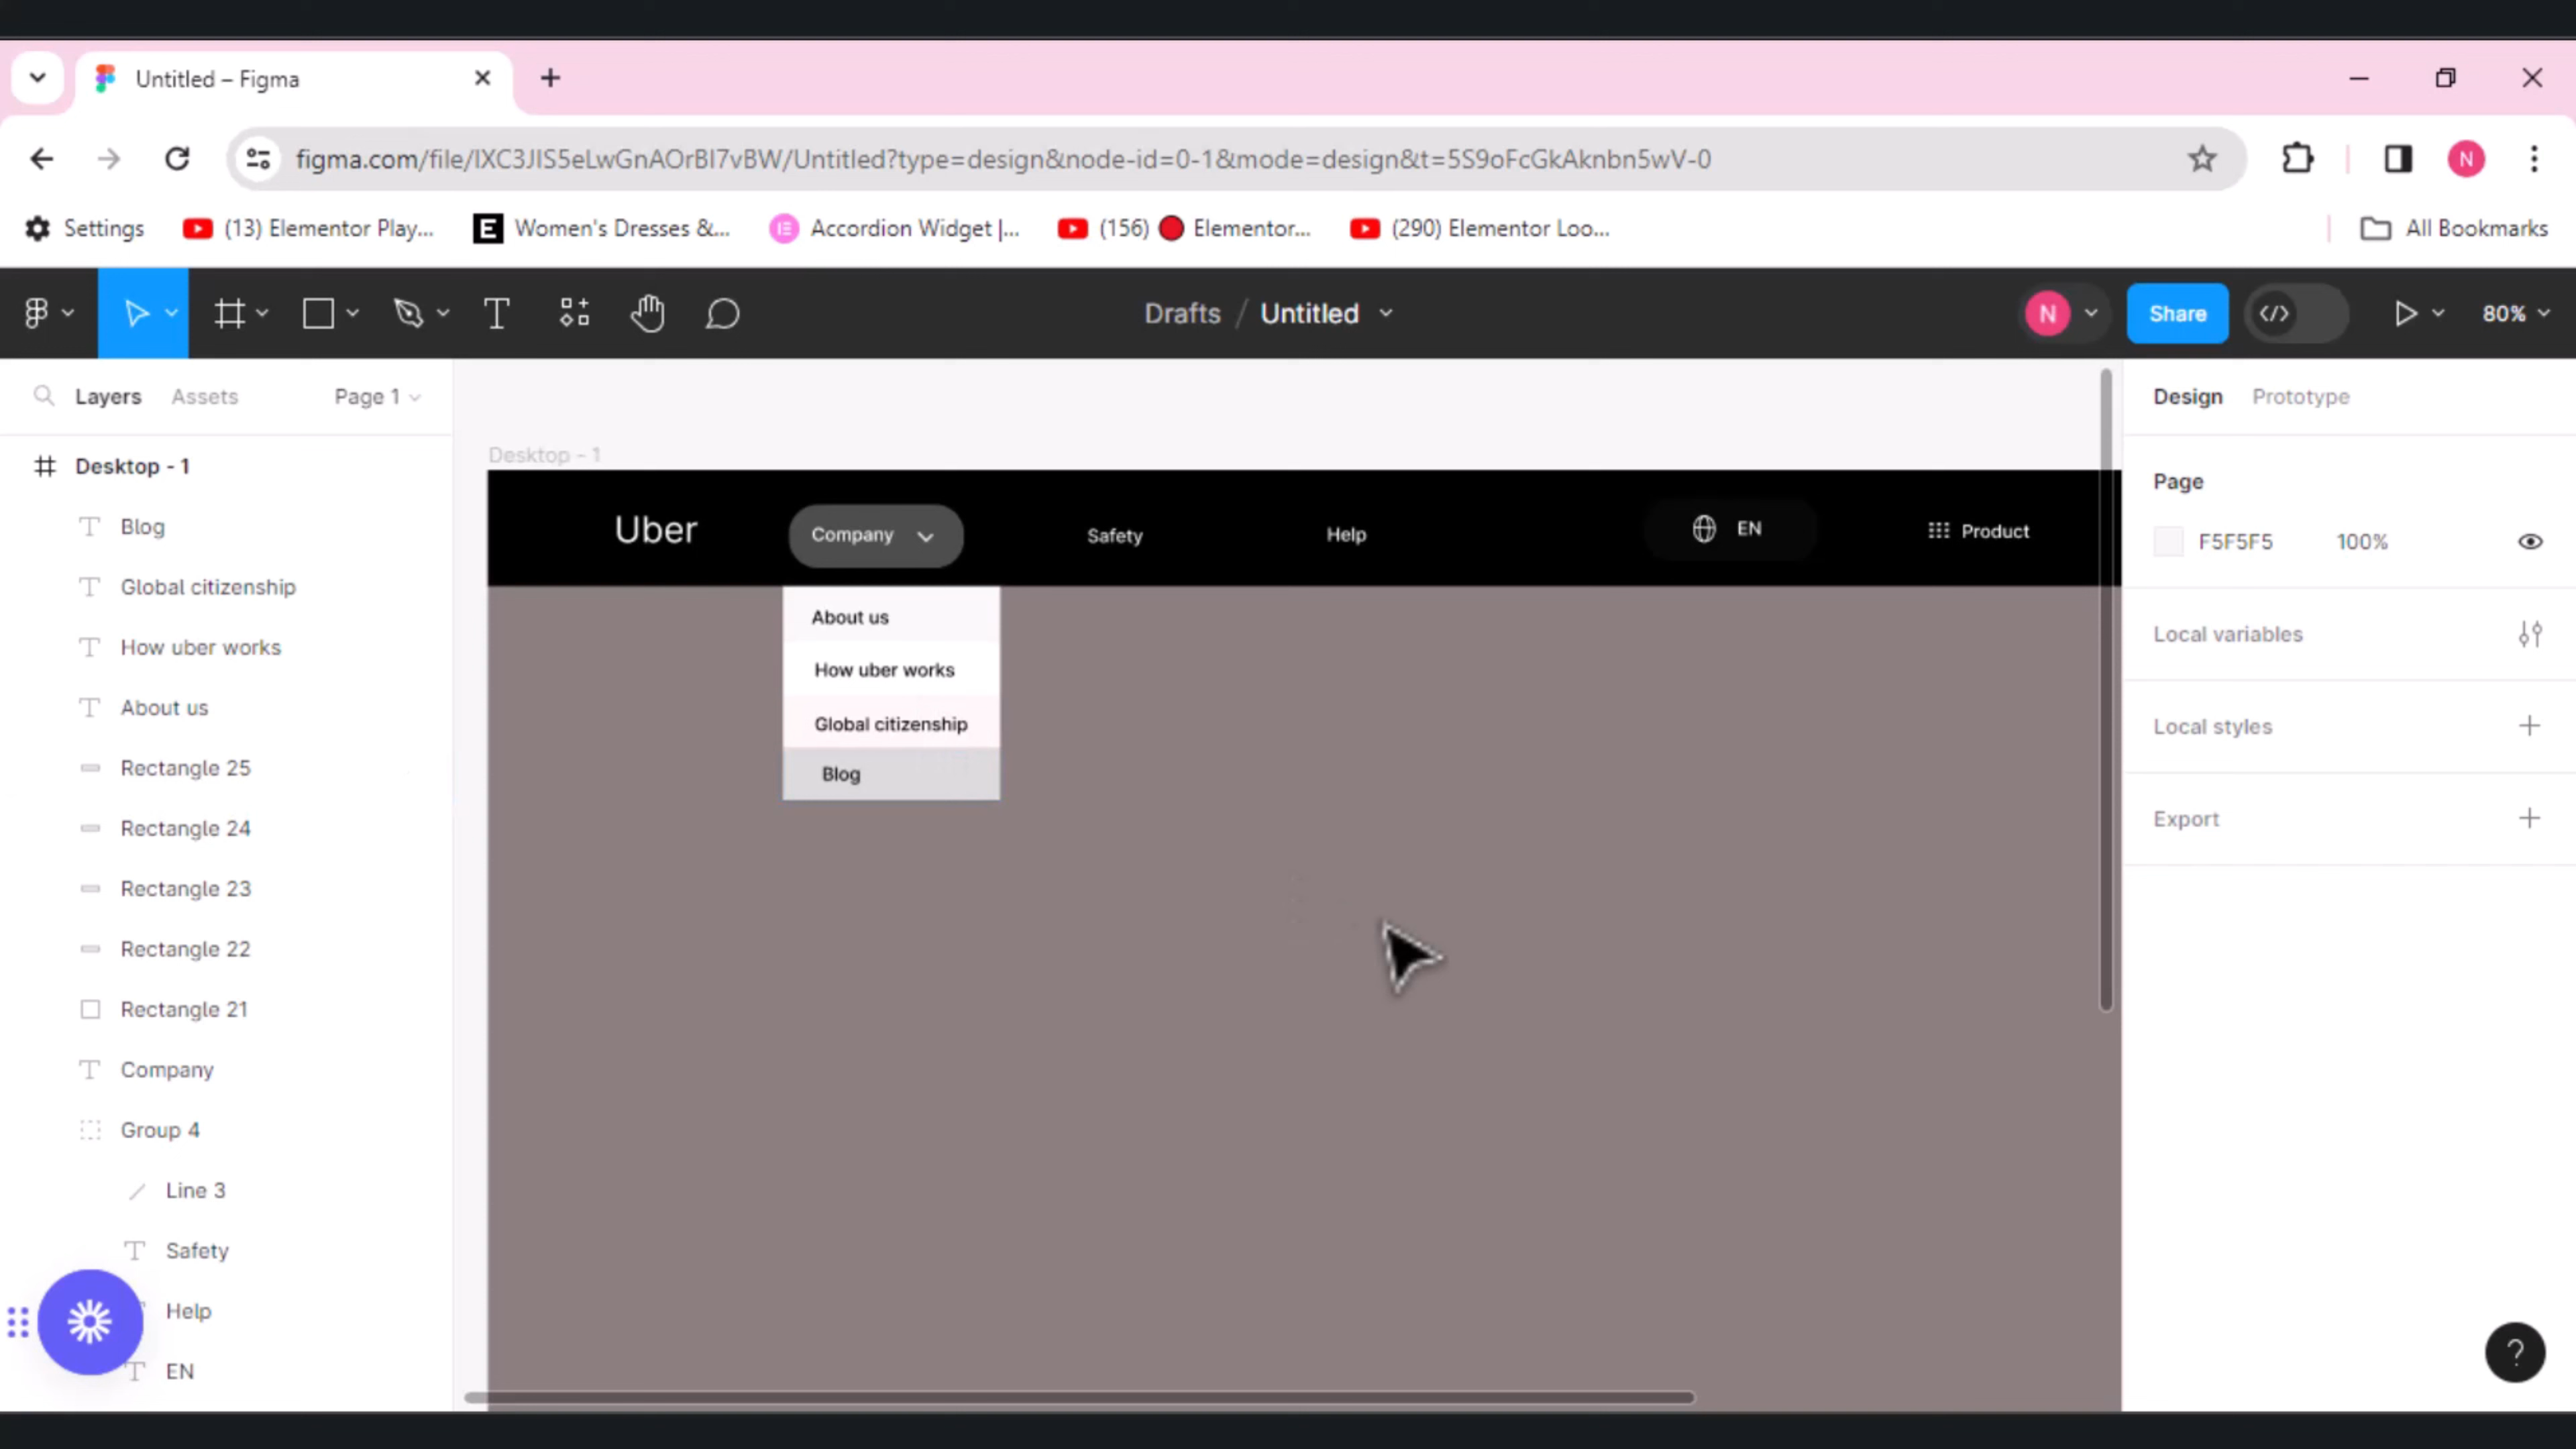 Untitled – Figma
figma.com/file/IXC3JIS5eLwGnAOrBI7vBW/Untitled?type=design&node-id=0-1&mode=design&t=5S9oFcGkAknbn5wV-0
N
Settings
(13) Elementor Play...
E
Women's Dresses &...
Accordion Widget |...
(156)
Elementor...
(290) Elementor Loo...
All Bookmarks
Drafts / Untitled
N
Share
80%
Layers
Assets
Page 1
Design
Prototype
Desktop - 1
Blog
Global citizenship
How uber works
About us
Rectangle 25
Rectangle 24
Rectangle 23
Rectangle 22
Rectangle 21
Company
Group 4
Line 3
Safety
Help
EN
Desktop - 1
Uber
Company
Safety
Help
EN
Product
About us
How uber works
Global citizenship
Blog
Page
F5F5F5
100%
Local variables
Local styles
Export
?